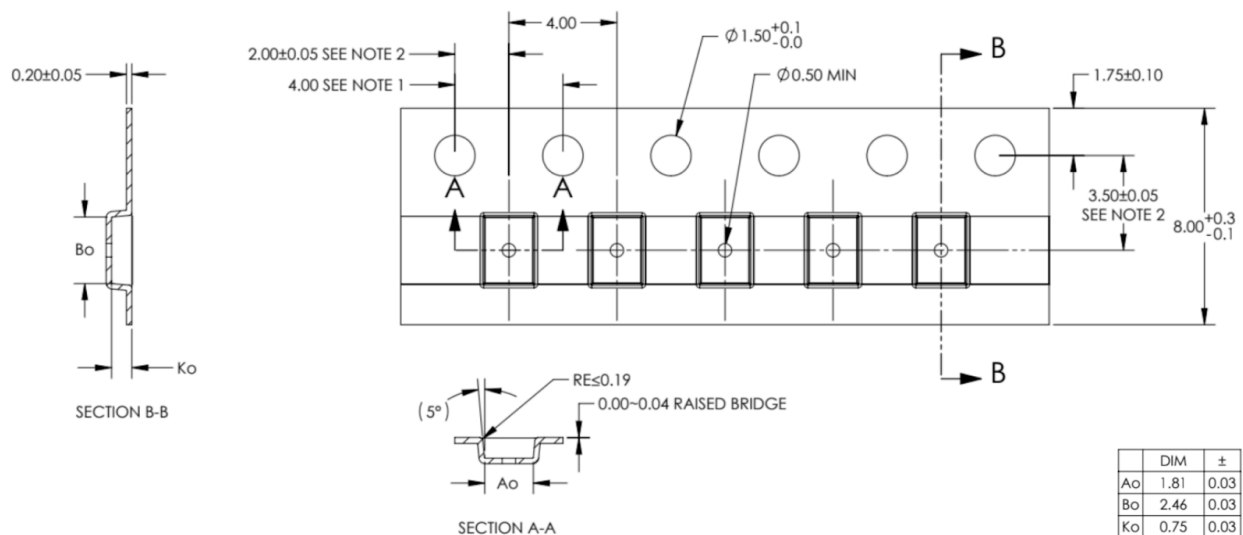 4.00
2.00±0.05 SEE NOTE 2
Ø1.50 +0.1 -0.0
B
0.20±0.05
4.00 SEE NOTE 1
Ø0.50 MIN
1.75±0.10
A A
3.50±0.05
SEE NOTE 2
8.00 +0.3 -0.1
Bo
Ko
B
SECTION B-B
RE≤0.19
(5°)
0.00~0.04 RAISED BRIDGE
Ao
SECTION A-A
DIM ±
Ao 1.81 0.03
Bo 2.46 0.03
Ko 0.75 0.03